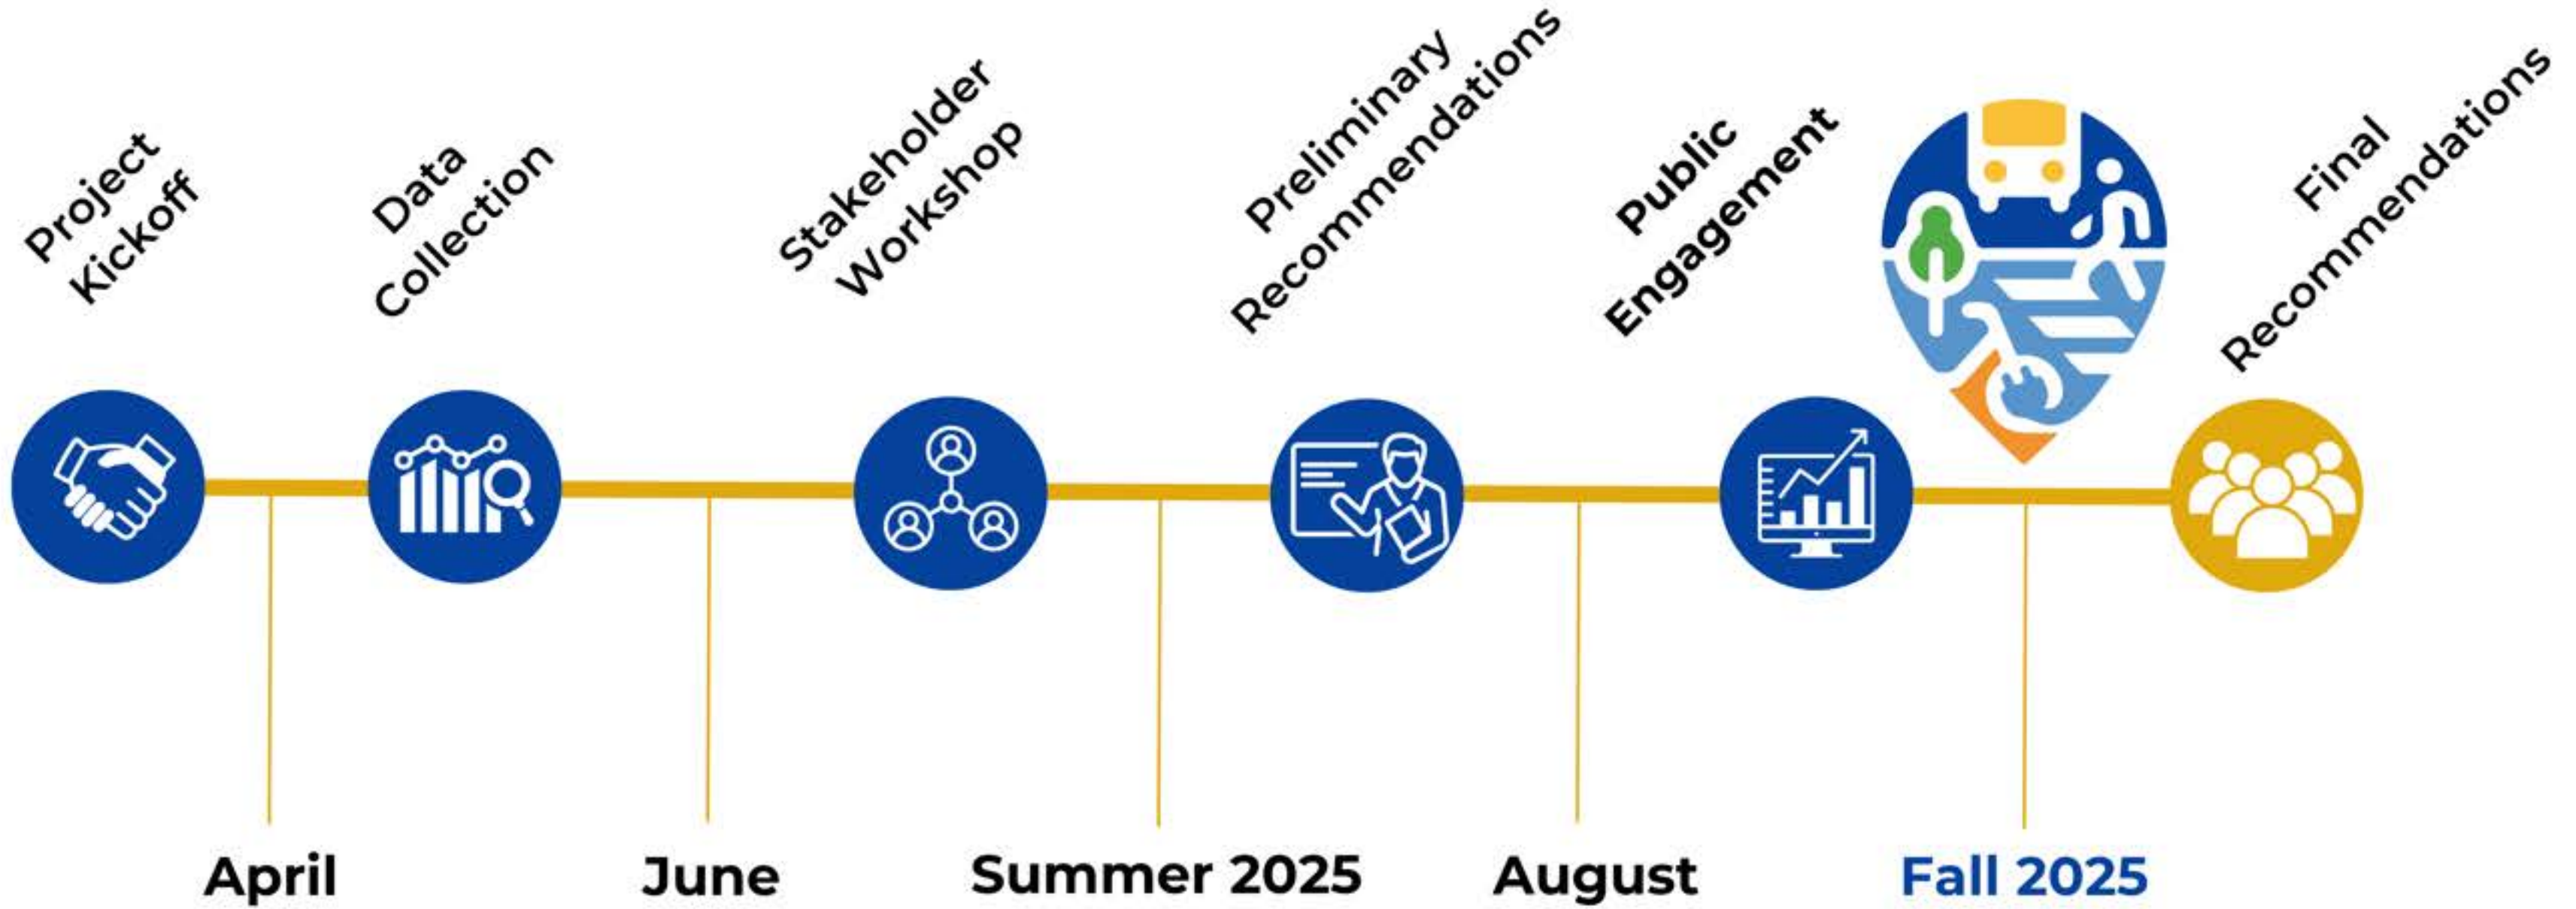 Project
Kickoff
Data
Collection
Stakeholder
Workshop
Preliminary
Recommendations
Public
Engagement
Final
Recommendations
April
June
Summer 2025
August
Fall 2025